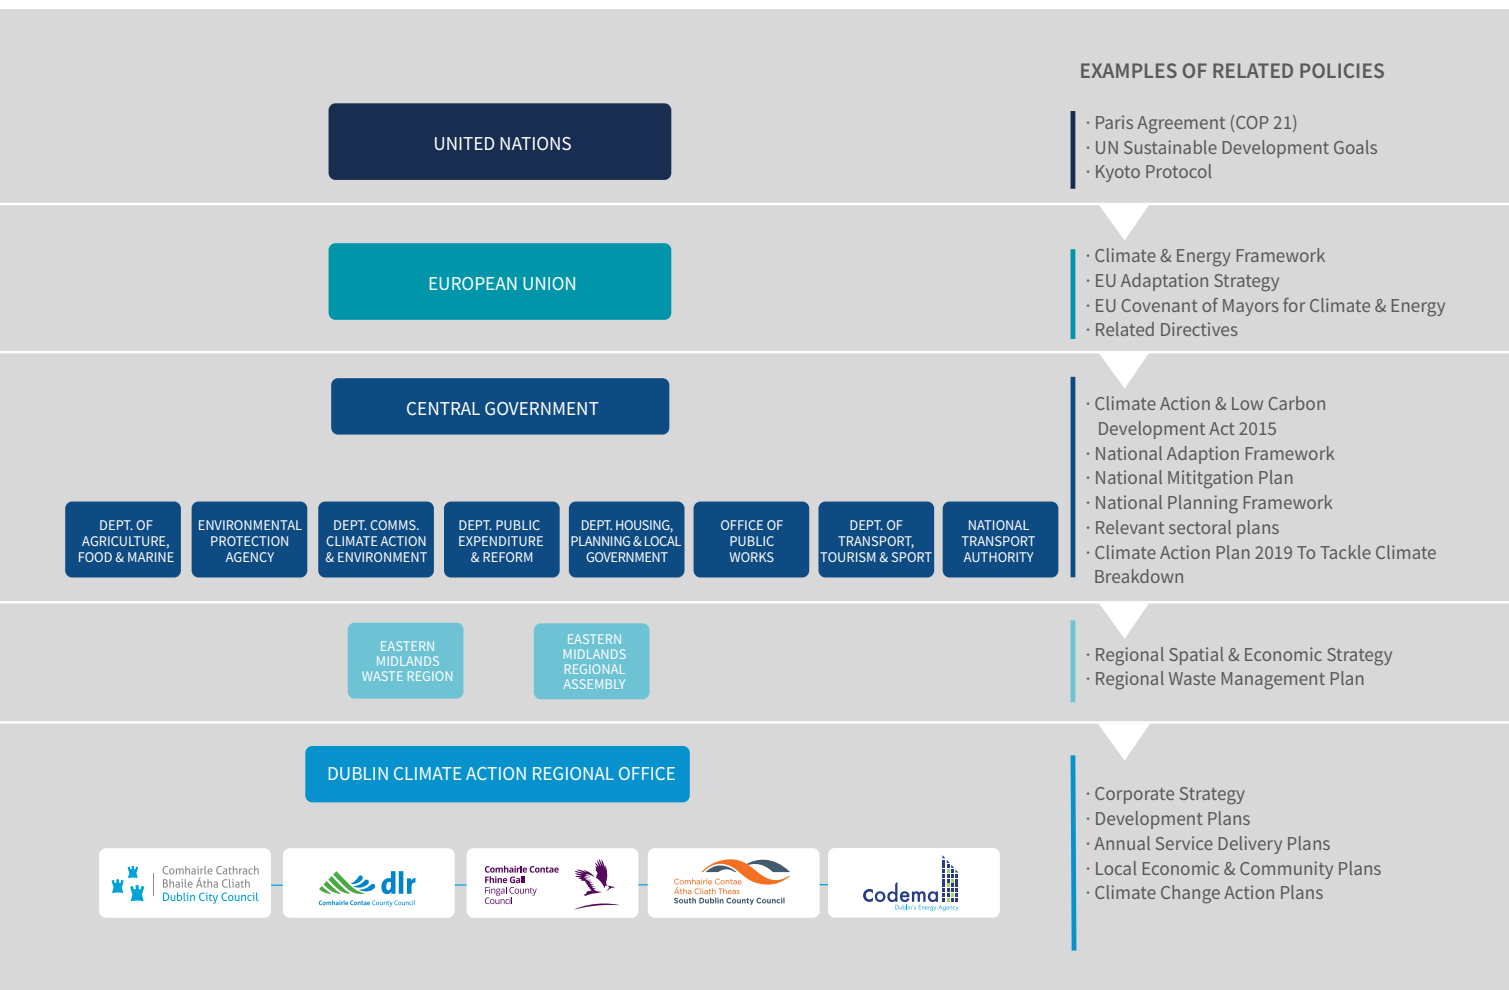 EXAMPLES OF RELATED POLICIES
UNITED NATIONS
· Paris Agreement (COP 21)
· UN Sustainable Development Goals
· Kyoto Protocol
EUROPEAN UNION
· Climate & Energy Framework
· EU Adaptation Strategy
· EU Covenant of Mayors for Climate & Energy
· Related Directives
CENTRAL GOVERNMENT
DEPT. OF
AGRICULTURE,
FOOD & MARINE
ENVIRONMENTAL
PROTECTION
AGENCY
DEPT. COMMS.
CLIMATE ACTION
& ENVIRONMENT
DEPT. PUBLIC
EXPENDITURE
& REFORM
DEPT. HOUSING,
PLANNING & LOCAL
GOVERNMENT
OFFICE OF
PUBLIC
WORKS
DEPT. OF
TRANSPORT,
TOURISM & SPORT
NATIONAL
TRANSPORT
AUTHORITY
· Climate Action & Low Carbon
Development Act 2015
· National Adaption Framework
· National Mititgation Plan
· National Planning Framework
· Relevant sectoral plans
· Climate Action Plan 2019 To Tackle Climate
Breakdown
EASTERN
MIDLANDS
WASTE REGION
EASTERN
MIDLANDS
REGIONAL
ASSEMBLY
· Regional Spatial & Economic Strategy
· Regional Waste Management Plan
DUBLIN CLIMATE ACTION REGIONAL OFFICE
Comhairle Cathrach
Bhaile Átha Cliath
Dublin City Council
dlr
Comhairle Contae County Council
Comhairle Contae
Fhine Gall
Fingal County
Council
Comhairle Contae
Átha Cliath Theas
South Dublin County Council
codema
Dublin's Energy Agency
· Corporate Strategy
· Development Plans
· Annual Service Delivery Plans
· Local Economic & Community Plans
· Climate Change Action Plans